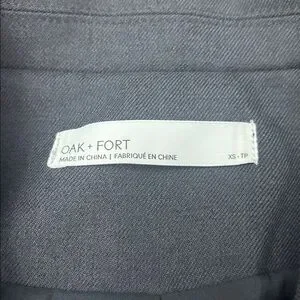 OAK + FORT
MADE IN CHINA | FABRIQUÉ EN CHINE XS - TP